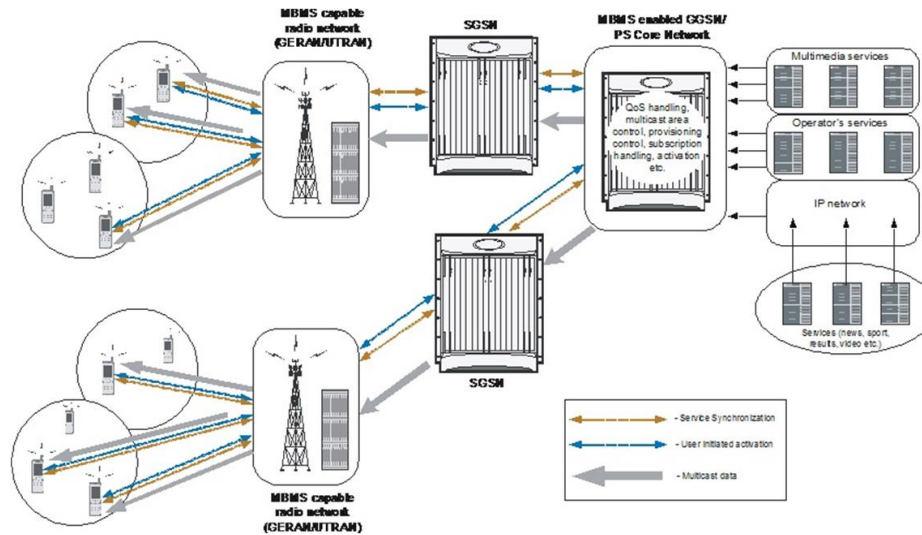 MBMS capable
radio network
(GERAN/UTRAN)
SGSN
MBMS enabled GGSN/
PS Core Network
QoS handling,
multicast area
control, provisioning
control, subscription
handling, activation
etc.
Multimedia services
Operator's services
IP network
Services (news, sport,
results, video etc.)
SGSN
MBMS capable
radio network
(GERAN/UTRAN)
- Service Synchronization
- User Initiated activation
- Multicast data